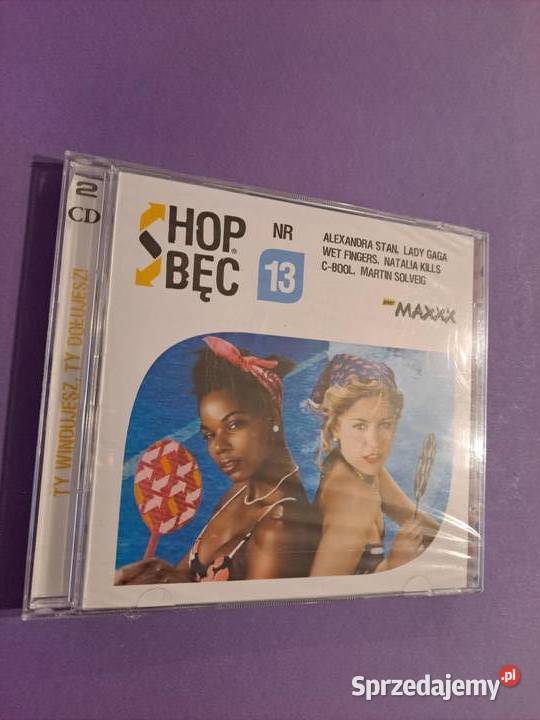 2
CD
TY WINDUJESZ, TY DOŁUJESZ!
HOP
BĘC
®
NR
13
ALEXANDRA STAN, LADY GAGA
WET FINGERS, NATALIA KILLS
C-BOOL, MARTIN SOLVEIG
MAXXX
Sprzedajemy.pl